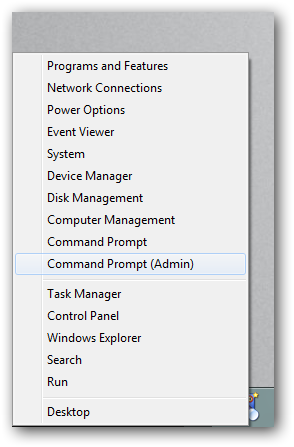 Programs and Features
Network Connections
Power Options
Event Viewer
System
Device Manager
Disk Management
Computer Management
Command Prompt
Command Prompt (Admin)
Task Manager
Control Panel
Windows Explorer
Search
Run
Desktop